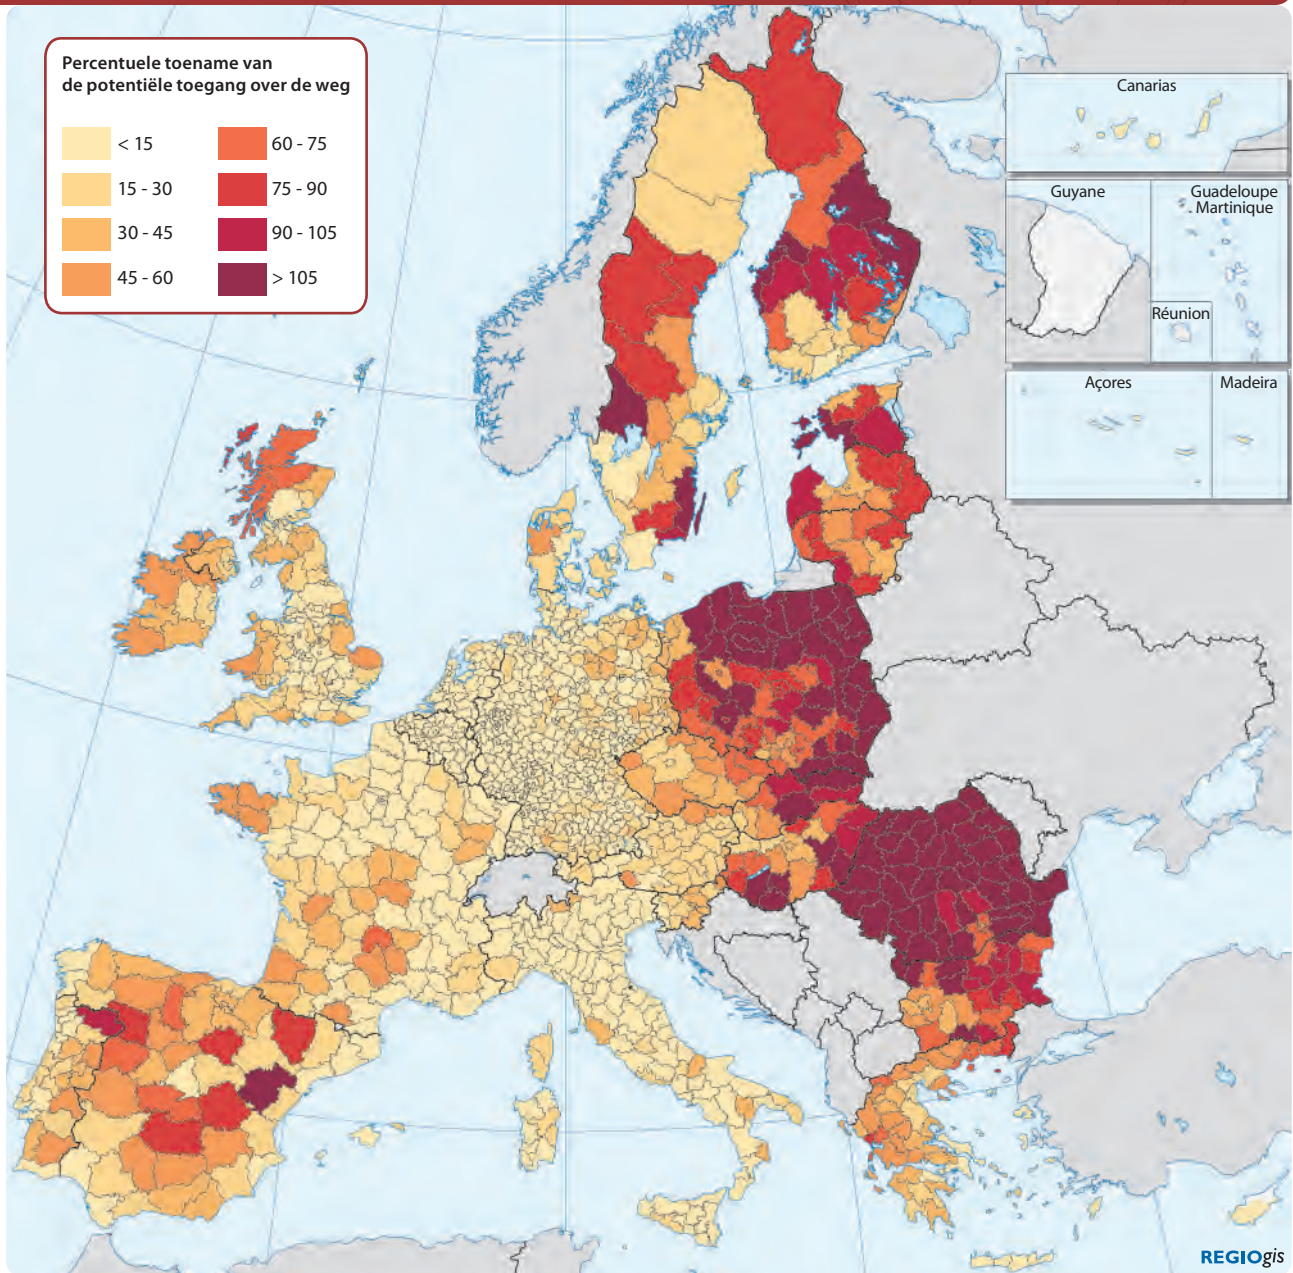 Percentuele toename van
de potentiële toegang over de weg
< 15
15 - 30
30 - 45
45 - 60
60 - 75
75 - 90
90 - 105
> 105
Canarias
Guyane
Guadeloupe
Martinique
Réunion
Açores
Madeira
REGIOgis